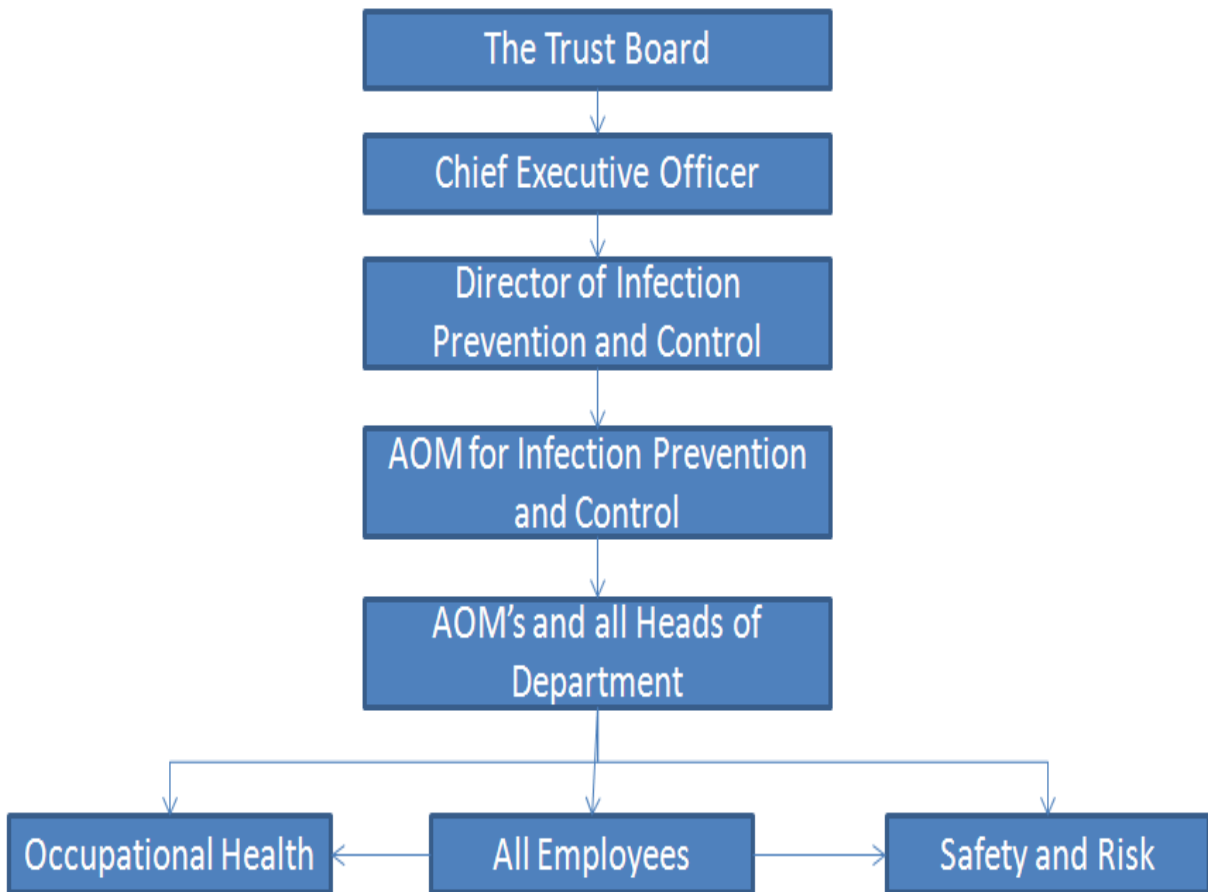 The Trust Board
Chief Executive Officer
Director of Infection
Prevention and Control
AOM for Infection Prevention
and Control
AOM’s and all Heads of
Department
Occupational Health
All Employees
Safety and Risk